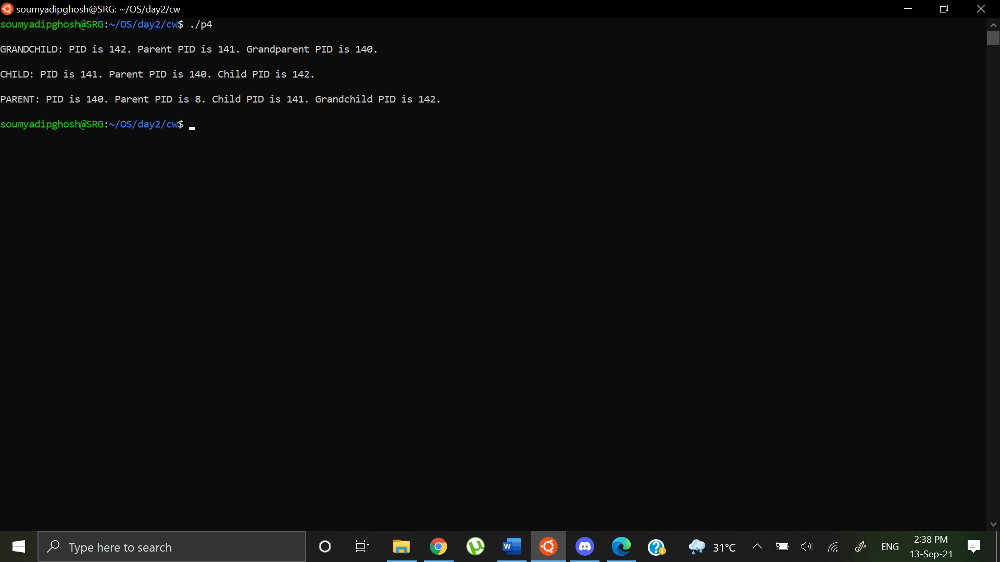 soumyadipghosh@SRG: ~/OS/day2/cw
soumyadipghosh@SRG:~/OS/day2/cw$ ./p4
GRANDCHILD: PID is 142. Parent PID is 141. Grandparent PID is 140.
CHILD: PID is 141. Parent PID is 140. Child PID is 142.
PARENT: PID is 140. Parent PID is 8. Child PID is 141. Grandchild PID is 142.
soumyadipghosh@SRG:~/OS/day2/cw$
Type here to search
31°C
ENG
2:38 PM
13-Sep-21